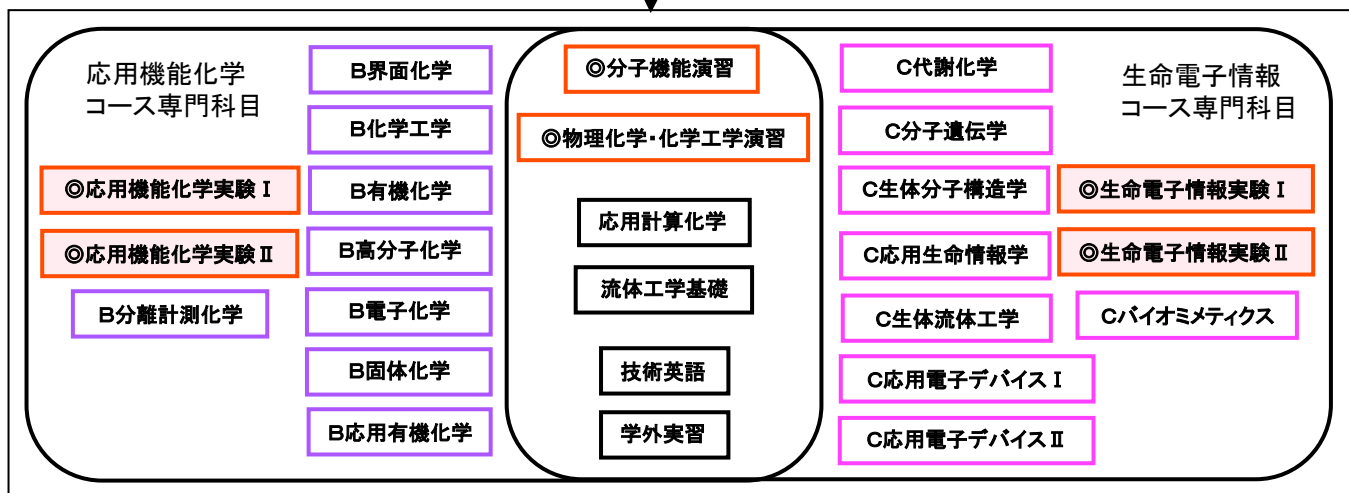 応用機能化学
コース専門科目
◎応用機能化学実験Ⅰ
◎応用機能化学実験Ⅱ
B分離計測化学
B界面化学
B化学工学
B有機化学
B高分子化学
B電子化学
B固体化学
B応用有機化学
◎分子機能演習
◎物理化学・化学工学演習
応用計算化学
流体工学基礎
技術英語
学外実習
C代謝化学
C分子遺伝学
C生体分子構造学
C応用生命情報学
C生体流体工学
C応用電子デバイスⅠ
C応用電子デバイスⅡ
生命電子情報
コース専門科目
◎生命電子情報実験Ⅰ
◎生命電子情報実験Ⅱ
Cバイオミメティクス